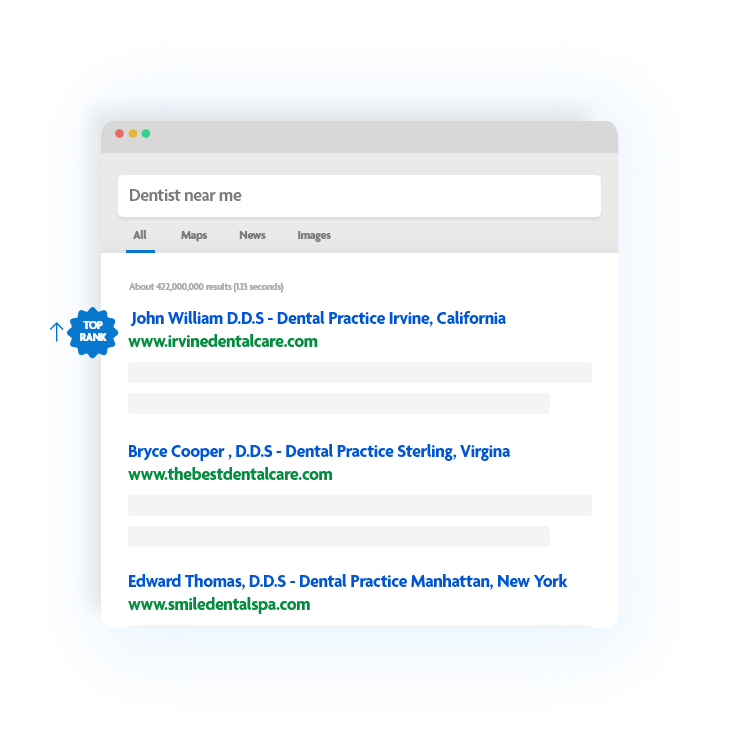 Dentist near me
All Maps News Images
About 422,000,000 results (1.13 seconds)
TOP
RANK
John William D.D.S - Dental Practice Irvine, California
www.irvinedentalcare.com
Bryce Cooper , D.D.S - Dental Practice Sterling, Virgina
www.thebestdentalcare.com
Edward Thomas, D.D.S - Dental Practice Manhattan, New York
www.smiledentalspa.com